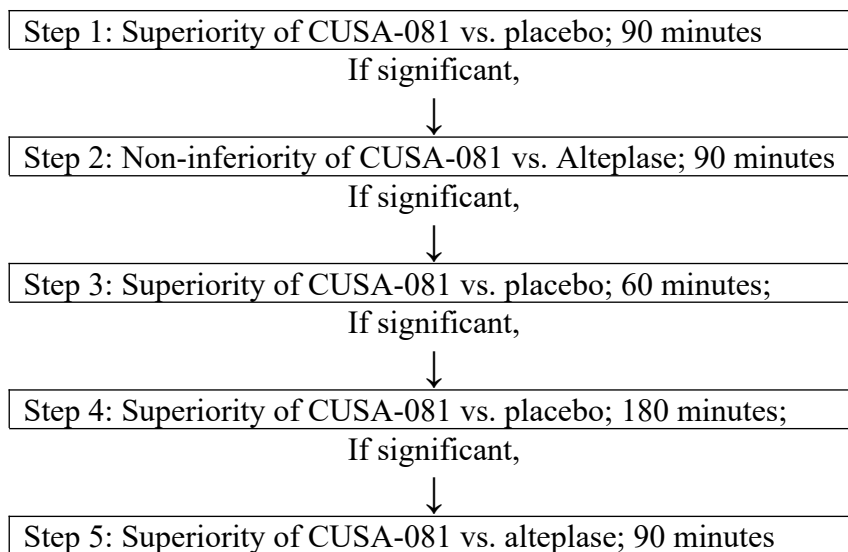 Step 1: Superiority of CUSA-081 vs. placebo; 90 minutes
If significant,
Step 2: Non-inferiority of CUSA-081 vs. Alteplase; 90 minutes
If significant,
Step 3: Superiority of CUSA-081 vs. placebo; 60 minutes;
If significant,
Step 4: Superiority of CUSA-081 vs. placebo; 180 minutes;
If significant,
Step 5: Superiority of CUSA-081 vs. alteplase; 90 minutes